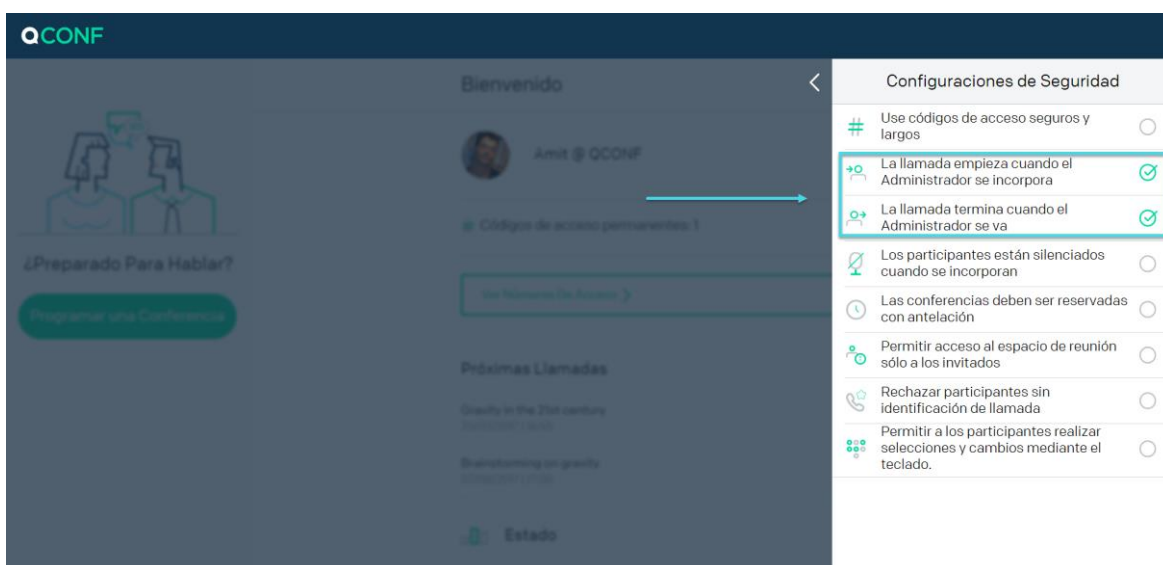 QCONF
Bienvenido
Amit @ QCONF
Códigos de acceso permanentes: 1
¿Preparado Para Hablar?
Programar una Conferencia
Ver Números De Acceso >
Próximas Llamadas
Gravity in the 21st century
Brainstorming on gravity
Estado
Configuraciones de Seguridad
Use códigos de acceso seguros y
largos
La llamada empieza cuando el
Administrador se incorpora
La llamada termina cuando el
Administrador se va
Los participantes están silenciados
cuando se incorporan
Las conferencias deben ser reservadas
con antelación
Permitir acceso al espacio de reunión
sólo a los invitados
Rechazar participantes sin
identificación de llamada
Permitir a los participantes realizar
selecciones y cambios mediante el
teclado.